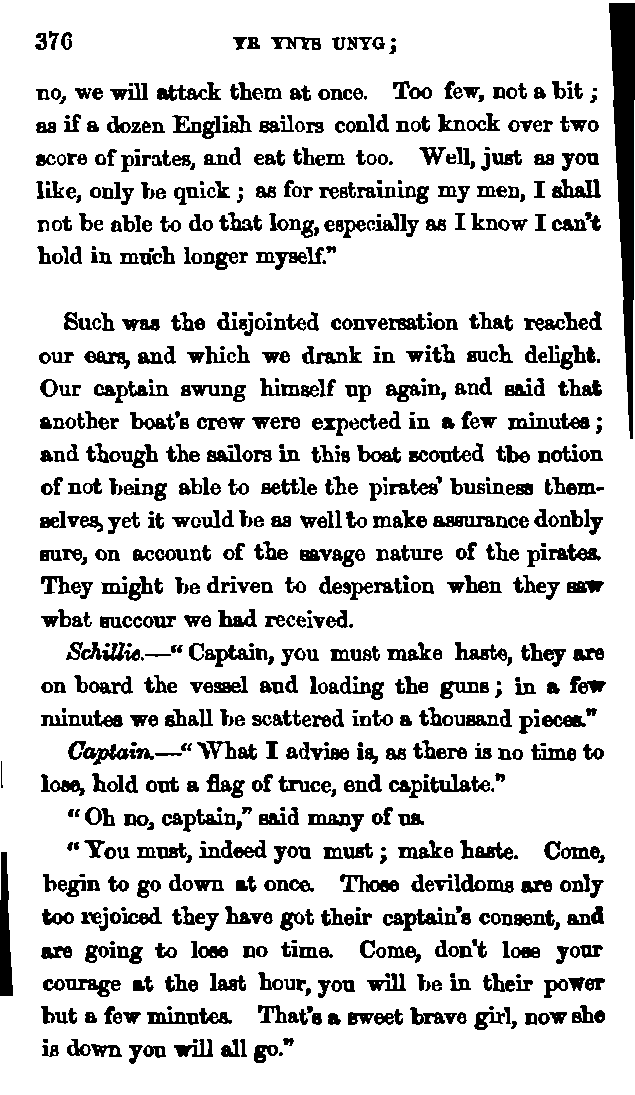 376 YR YNYS UNYG;
no, we will attack them at once. Too few, not a bit;
as if a dozen English sailors could not knock over two
score of pirates, and eat them too. Well, just as you
like, only be quick; as for restraining my men, I shall
not be able to do that long, especially as I know I can't
hold in much longer myself."
Such was the disjointed conversation that reached
our ears, and which we drank in with such delight.
Our captain swung himself up again, and said that
another boat's crew were expected in a few minutes;
and though the sailors in this boat scouted the notion
of not being able to settle the pirates' business them-
selves, yet it would be as well to make assurance doubly
sure, on account of the savage nature of the pirates.
They might be driven to desperation when they saw
what succour we had received.
Schillie.—"Captain, you must make haste, they are
on board the vessel and loading the guns; in a few
minutes we shall be scattered into a thousand pieces."
Captain.—"What I advise is, as there is no time to
lose, hold out a flag of truce, end capitulate."
"Oh no, captain," said many of us.
"You must, indeed you must; make haste. Come,
begin to go down at once. Those devildoms are only
too rejoiced they have got their captain's consent, and
are going to lose no time. Come, don't lose your
courage at the last hour, you will be in their power
but a few minutes. That's a sweet brave girl, now she
is down you will all go."